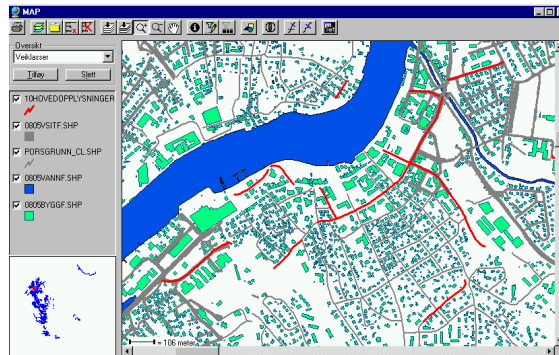 MAP
Oversikt
Veiklasser
Tilføy
Slett
10HOVEDOPPLYSNINGER
0805VSITF.SHP
PORSGRUNN_CL.SHP
0805VANNF.SHP
0805BYGGF.SHP
= 106 meter